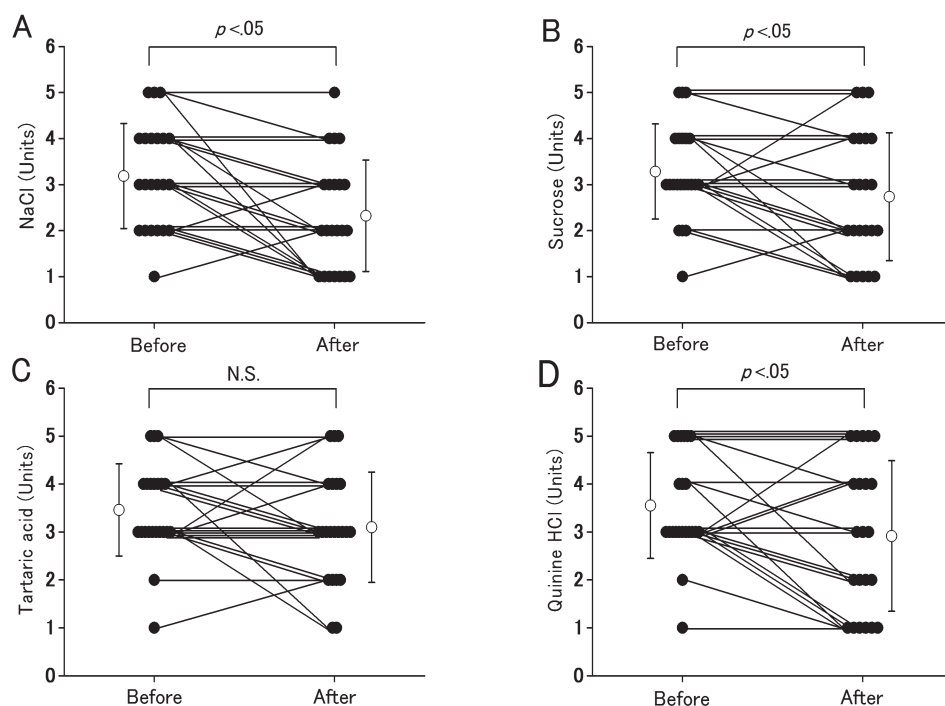 A
p<.05
6
5
4
3
2
1
0
NaCl (Units)
Before
After
B
p<.05
6
5
4
3
2
1
0
Sucrose (Units)
Before
After
C
N.S.
6
5
4
3
2
1
0
Tartaric acid (Units)
Before
After
D
p<.05
6
5
4
3
2
1
0
Quinine HCl (Units)
Before
After